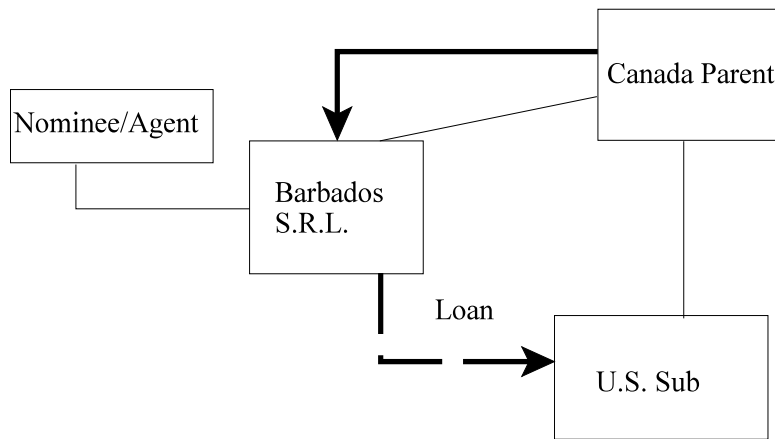 Canada Parent
Nominee/Agent
Barbados
S.R.L.
Loan
U.S. Sub